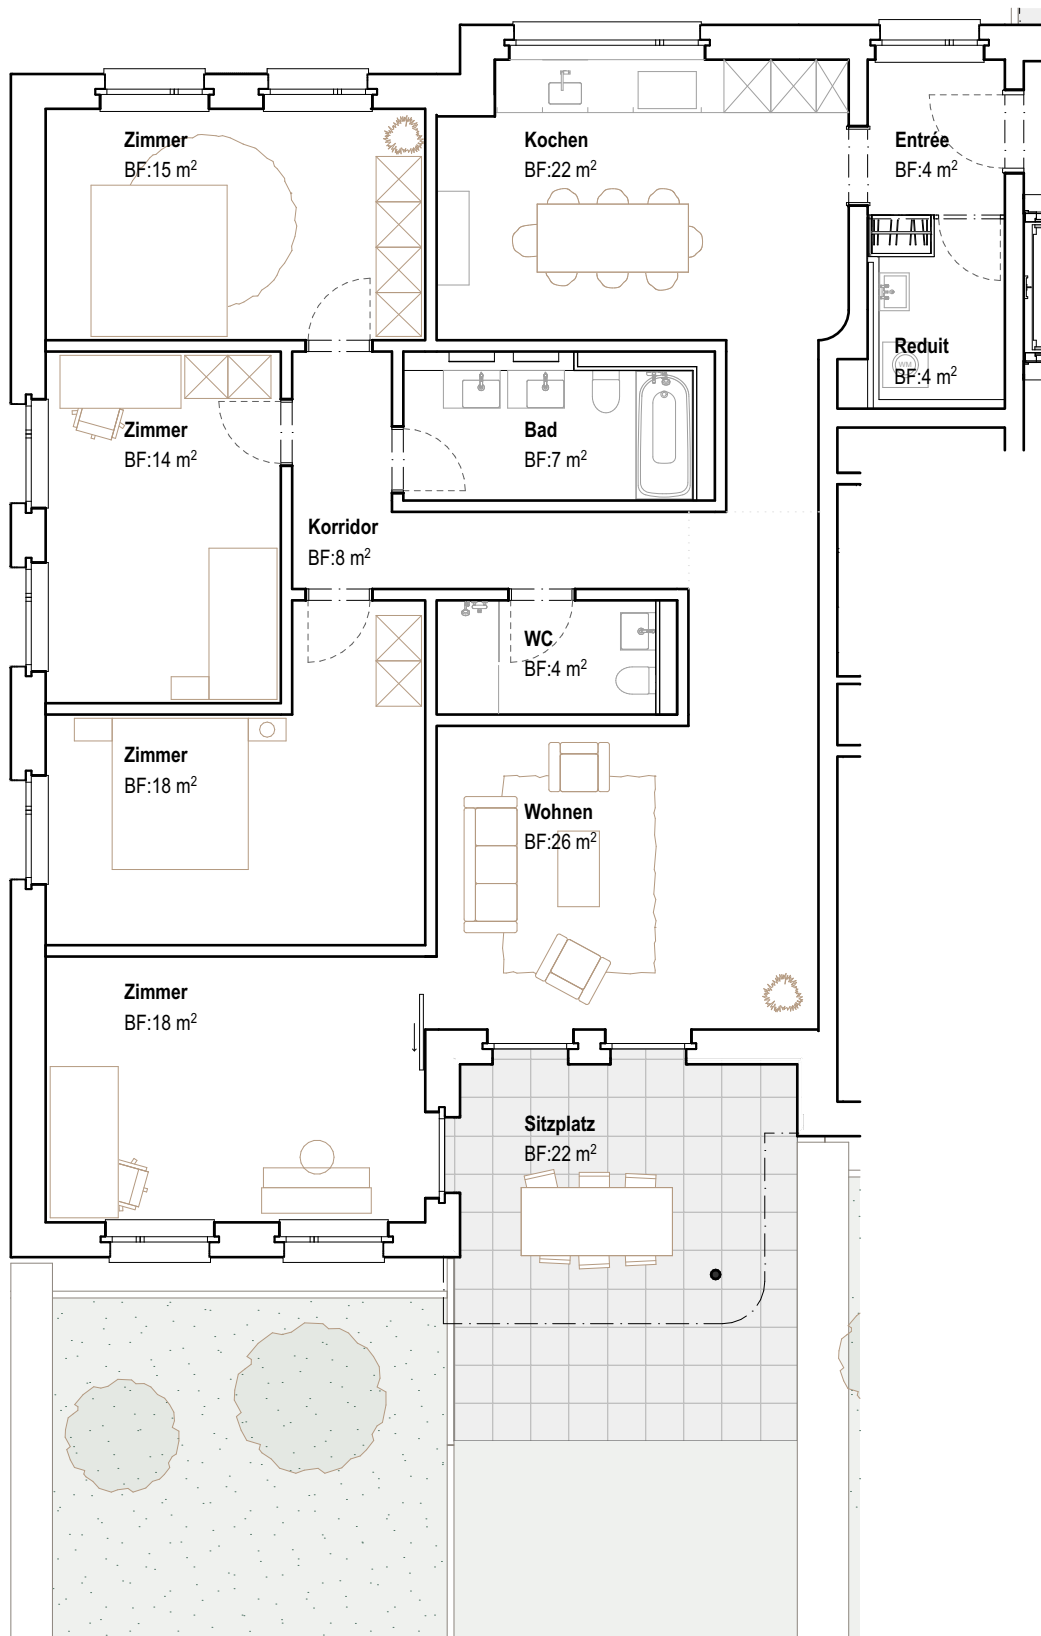 Zimmer
BF:15 m²
Kochen
BF:22 m²
Entrée
BF:4 m²
Reduit
BF:4 m²
WM
Zimmer
BF:14 m²
Bad
BF:7 m²
Korridor
BF:8 m²
WC
BF:4 m²
Zimmer
BF:18 m²
Wohnen
BF:26 m²
Zimmer
BF:18 m²
Sitzplatz
BF:22 m²